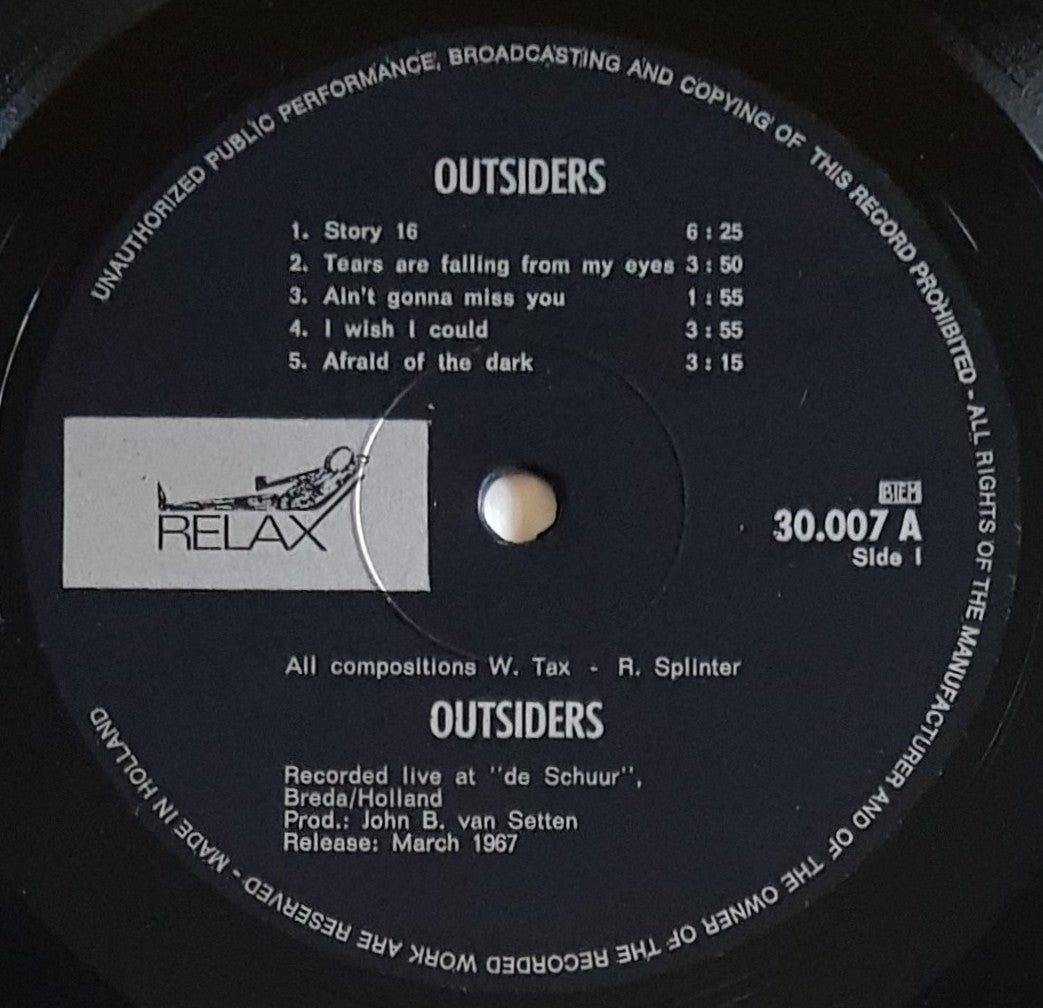 UNAUTHORIZED PUBLIC PERFORMANCE, BROADCASTING AND COPYING OF THIS RECORD PROHIBITED - ALL RIGHTS OF THE MANUFACTURER AND OF THE OWNER OF THE RECORDED WORK ARE RESERVED - MADE IN HOLLAND
OUTSIDERS
1. Story 16 6 : 25
2. Tears are falling from my eyes 3 : 50
3. Ain't gonna miss you 1 : 55
4. I wish I could 3 : 55
5. Afraid of the dark 3 : 15
RELAX
BIEM
30.007 A
Side 1
All compositions W. Tax - R. Splinter
OUTSIDERS
Recorded live at "de Schuur",
Breda/Holland
Prod.: John B. van Setten
Release: March 1967